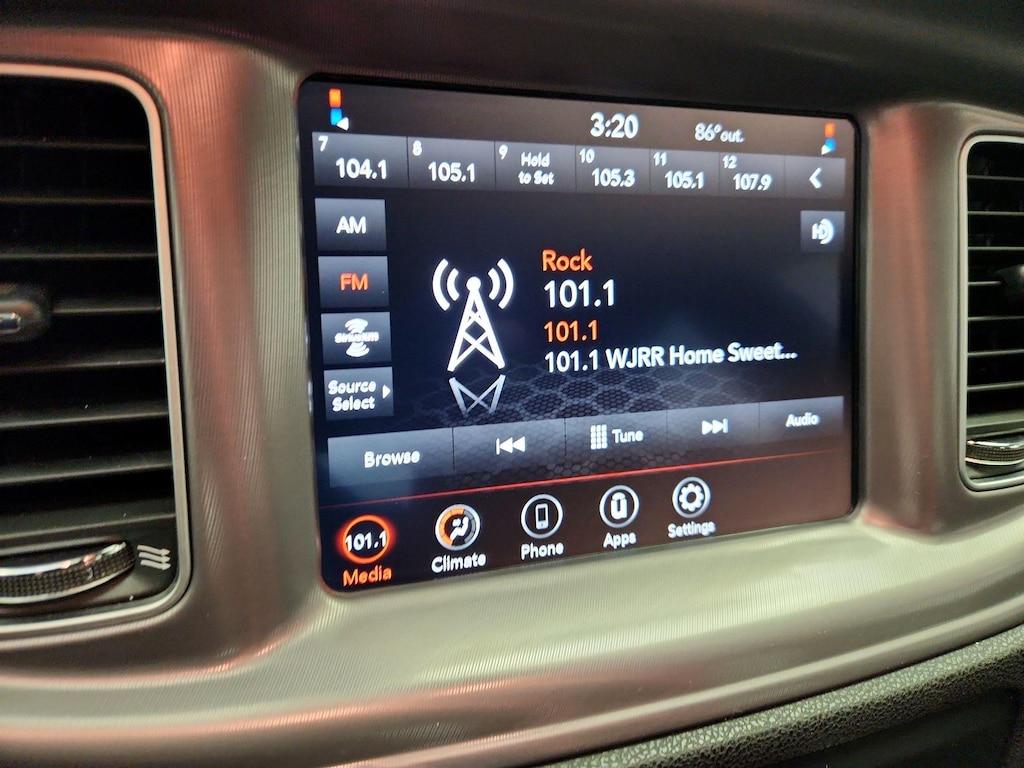 3:20
86° out.
7
104.1
8
105.1
9
Hold
to Set
10
105.3
11
105.1
12
107.9
AM
HD
FM
Rock
101.1
101.1
101.1 WJRR Home Sweet...
SiriusXM
Source
Select
Browse
Tune
Audio
101.1
Media
Climate
Phone
Apps
Settings